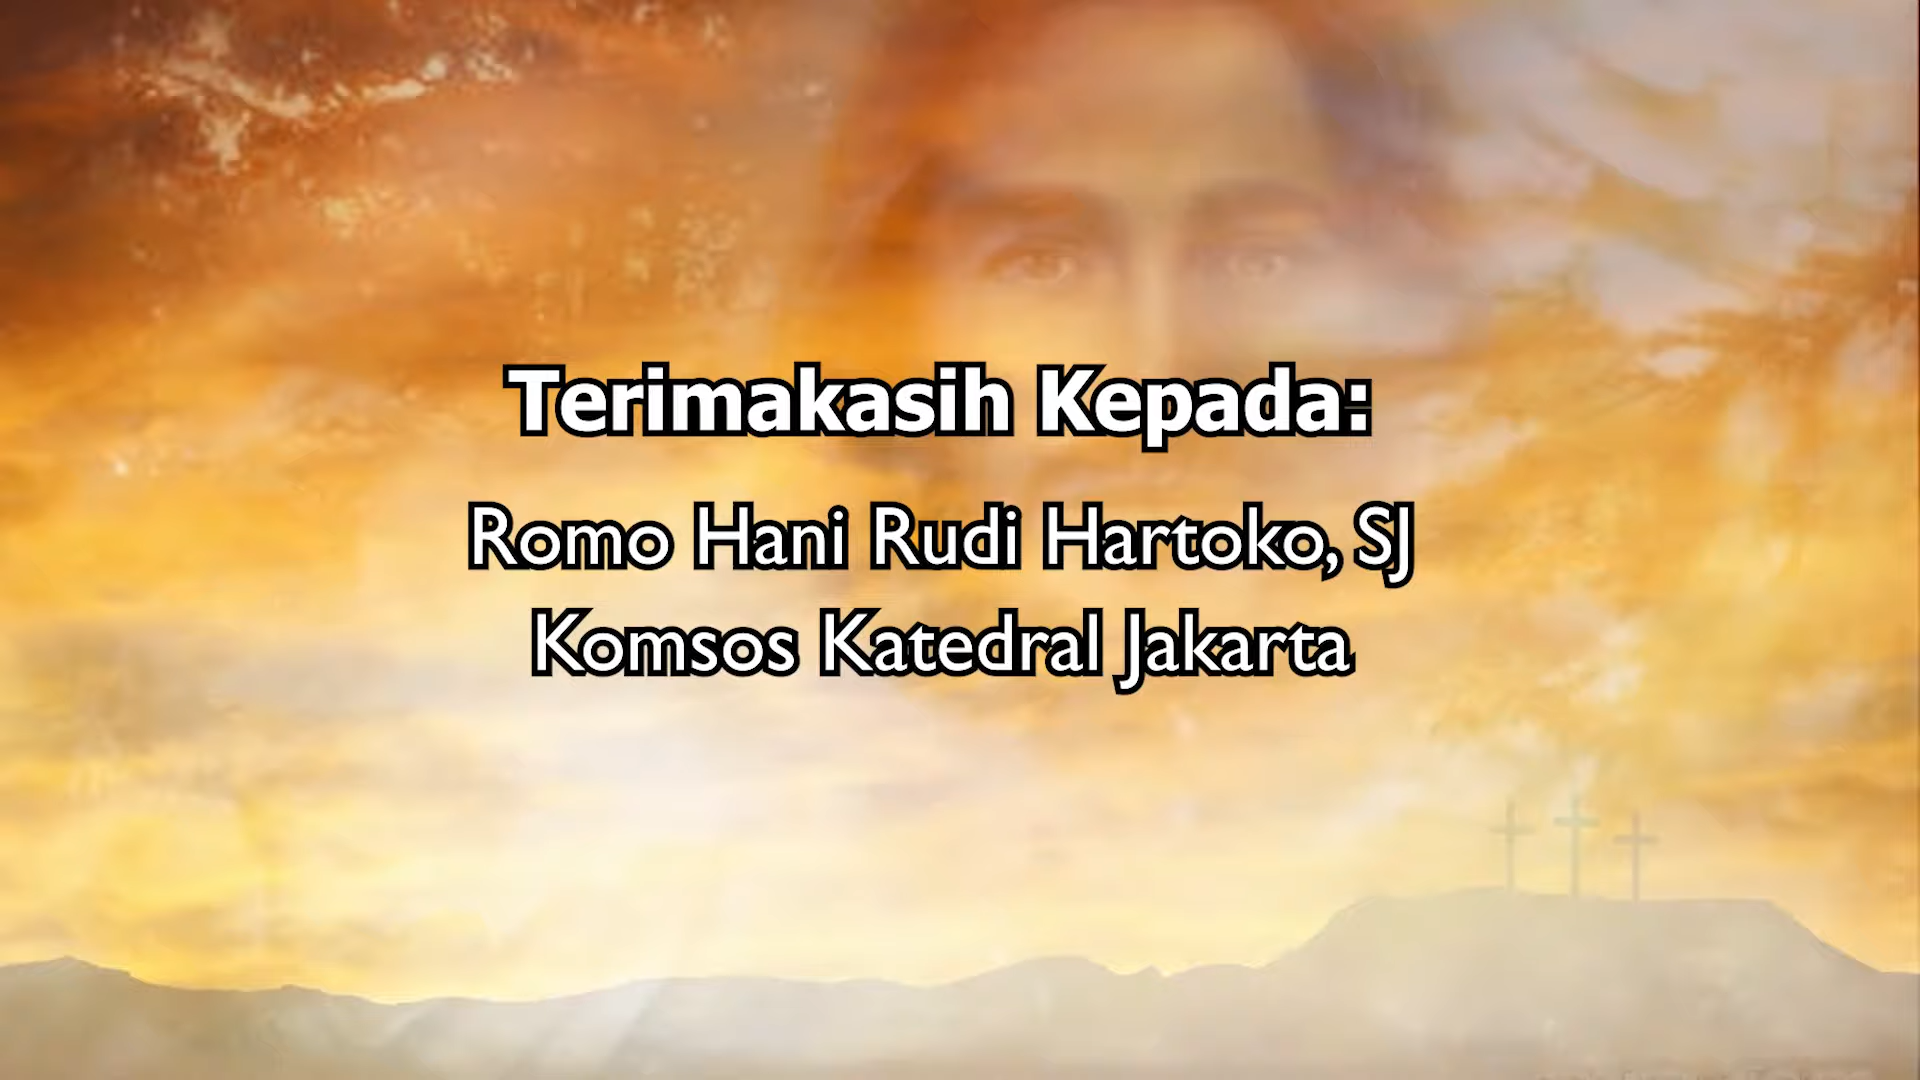 Terimakasih Kepada:
Romo Hani Rudi Hartoko, SJ
Komsos Katedral Jakarta